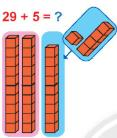 29 + 5 = ?